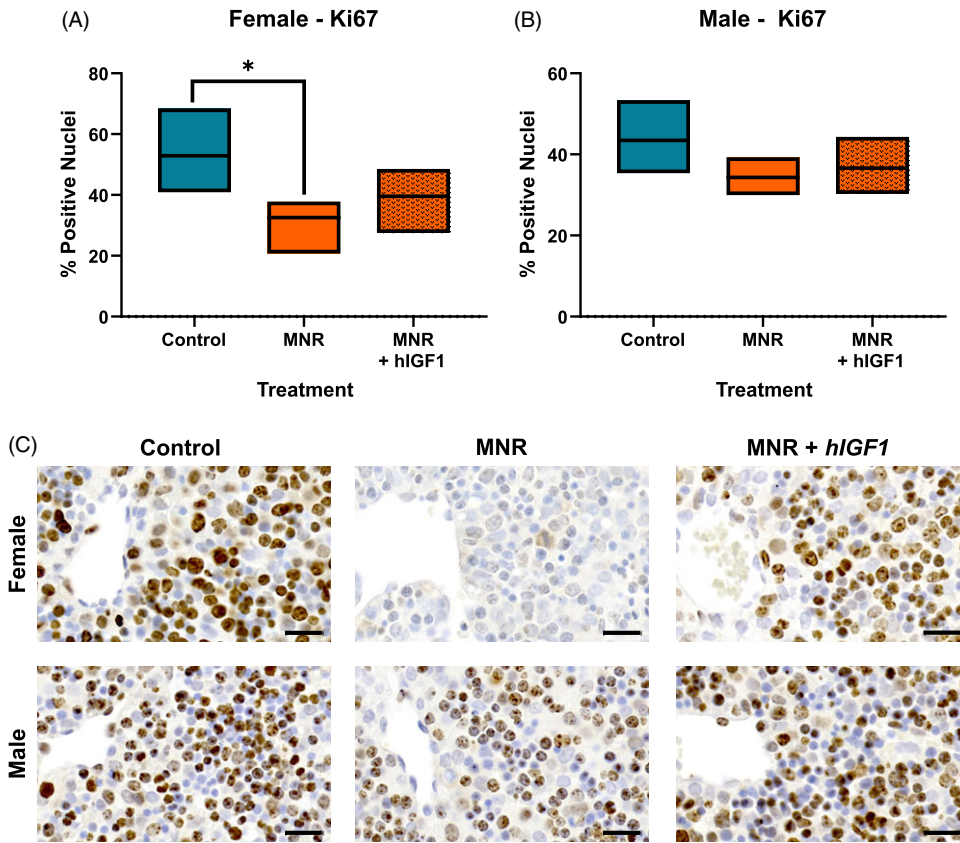 (A)
Female - Ki67
% Positive Nuclei
80
60
40
20
0
*
Control
MNR
MNR
+ hIGF1
Treatment
(B)
Male - Ki67
% Positive Nuclei
60
40
20
0
Control
MNR
MNR
+ hIGF1
Treatment
(C)
Control
MNR
MNR + hIGF1
Female
Male